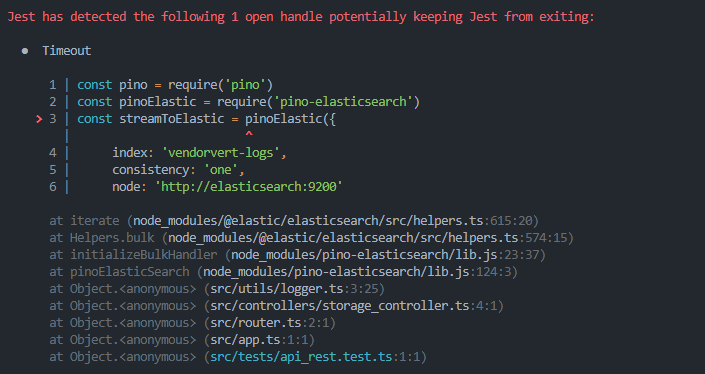 Jest has detected the following 1 open handle potentially keeping Jest from exiting:
● Timeout
1 | const pino = require('pino')
2 | const pinoElastic = require('pino-elasticsearch')
> 3 | const streamToElastic = pinoElastic({
| ^
4 | index: 'vendorvert-logs',
5 | consistency: 'one',
6 | node: 'http://elasticsearch:9200'
at iterate (node_modules/@elastic/elasticsearch/src/helpers.ts:615:20)
at Helpers.bulk (node_modules/@elastic/elasticsearch/src/helpers.ts:574:15)
at initializeBulkHandler (node_modules/pino-elasticsearch/lib.js:23:37)
at pinoElasticSearch (node_modules/pino-elasticsearch/lib.js:124:3)
at Object.<anonymous> (src/utils/logger.ts:3:25)
at Object.<anonymous> (src/controllers/storage_controller.ts:4:1)
at Object.<anonymous> (src/router.ts:2:1)
at Object.<anonymous> (src/app.ts:1:1)
at Object.<anonymous> (src/tests/api_rest.test.ts:1:1)